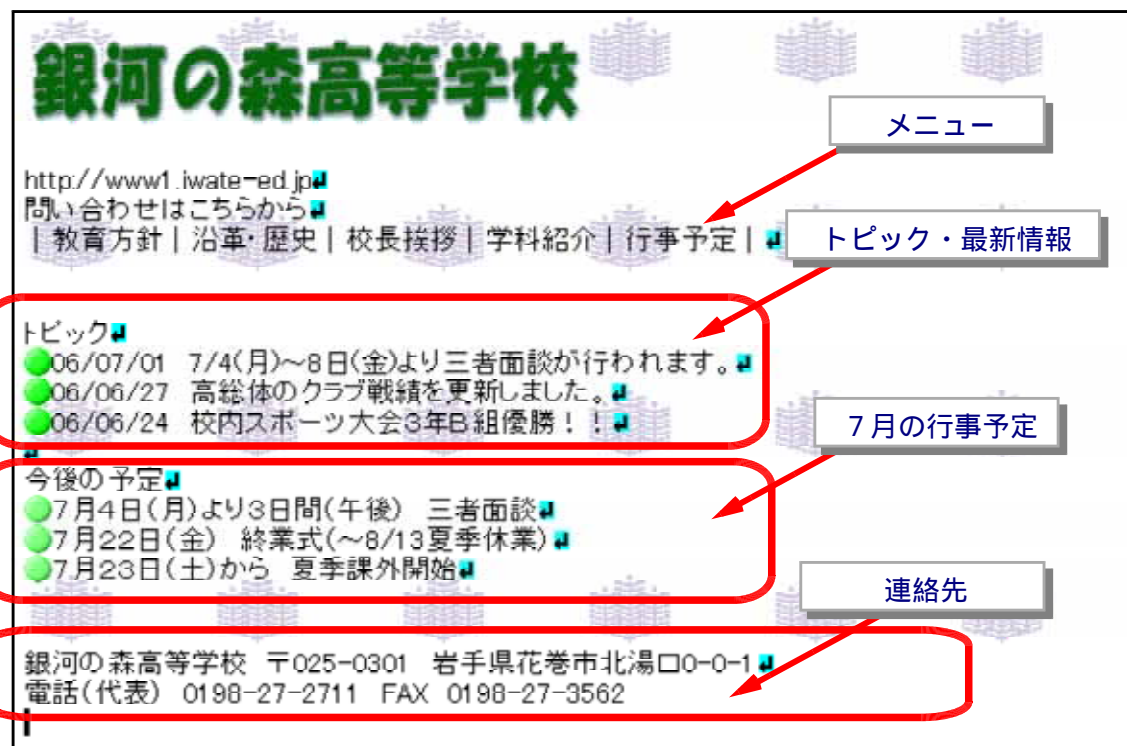 銀河の森高等学校
メニュー
http://www1.iwate-ed.jp
問い合わせはこちらから
|教育方針|沿革・歴史|校長挨拶|学科紹介|行事予定|
トピック・最新情報
トピック
06/07/01 7/4(月)～8日(金)より三者面談が行われます。
06/06/27 高総体のクラブ戦績を更新しました。
06/06/24 校内スポーツ大会3年B組優勝！！
７月の行事予定
今後の予定
7月4日(月)より3日間(午後) 三者面談
7月22日(金) 終業式(～8/13夏季休業)
7月23日(土)から 夏季課外開始
連絡先
銀河の森高等学校 〒025-0301 岩手県花巻市北湯口0-0-1
電話(代表) 0198-27-2711 FAX 0198-27-3562